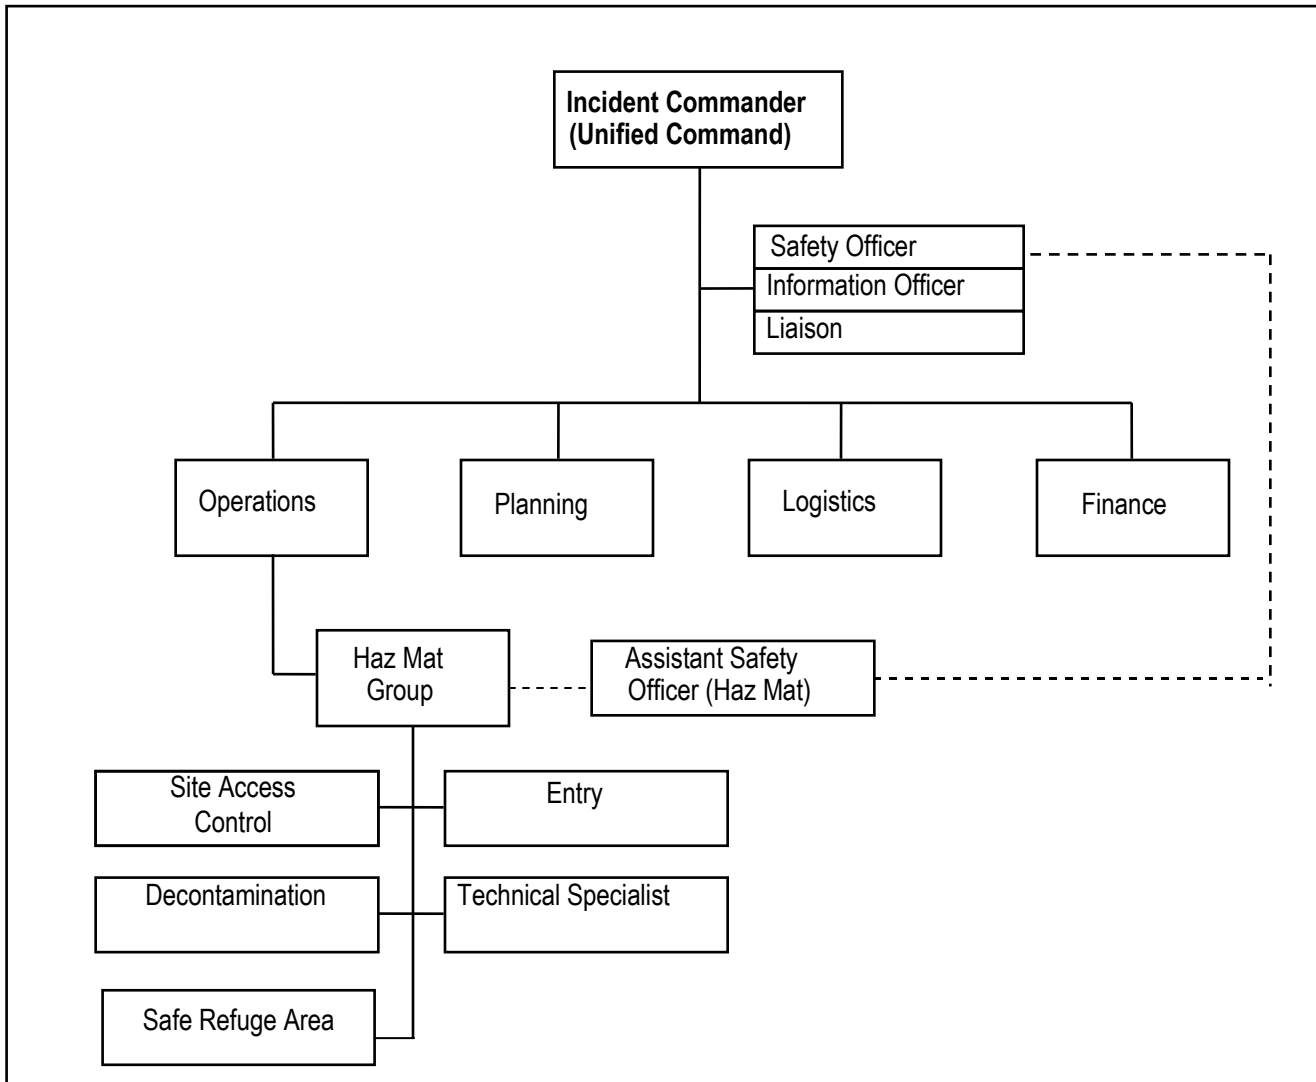 Incident Commander
(Unified Command)
Safety Officer
Information Officer
Liaison
Operations
Planning
Logistics
Finance
Haz Mat
Group
Assistant Safety
Officer (Haz Mat)
Site Access
Control
Entry
Decontamination
Technical Specialist
Safe Refuge Area